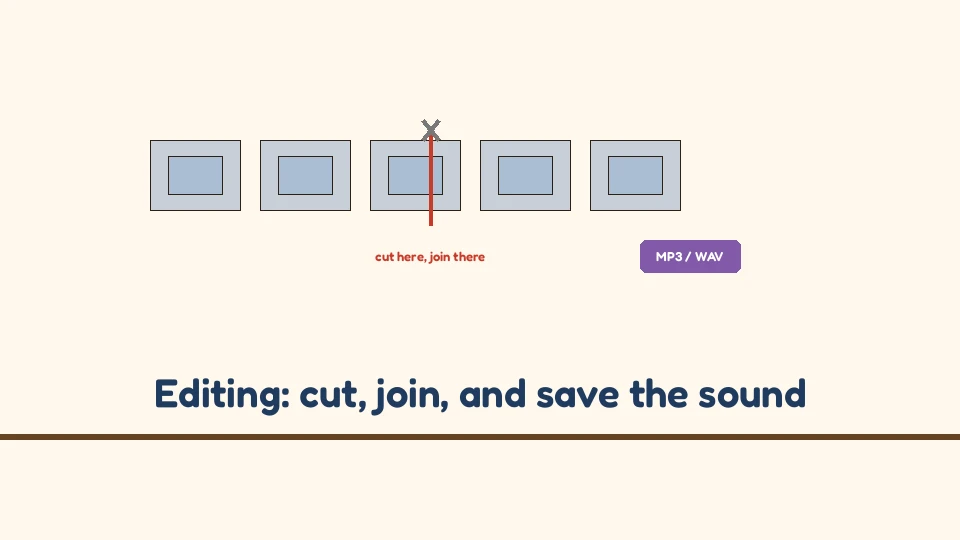 cut here, join there
MP3 / WAV
Editing: cut, join, and save the sound